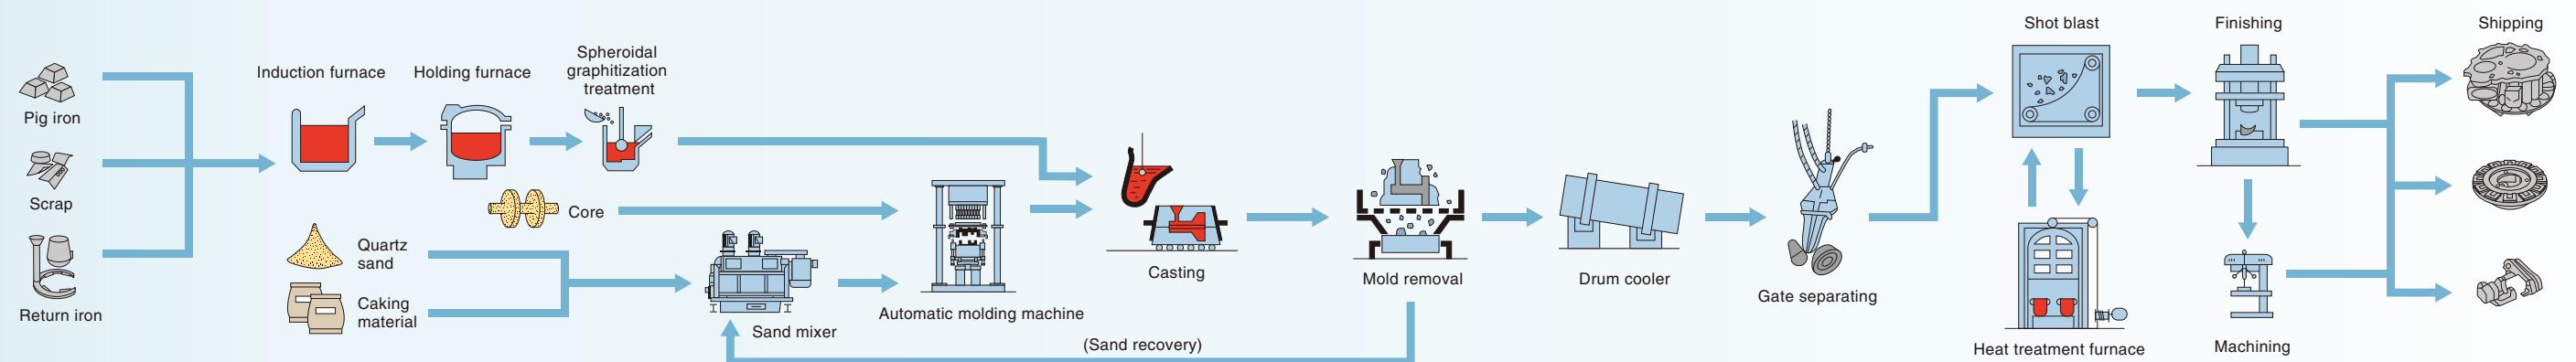 Pig iron
Scrap
Return iron
Induction furnace
Holding furnace
Spheroidal
graphitization
treatment
Core
Quartz
sand
Caking
material
Sand mixer
Automatic molding machine
Casting
(Sand recovery)
Mold removal
Drum cooler
Gate separating
Shot blast
Heat treatment furnace
Finishing
Machining
Shipping